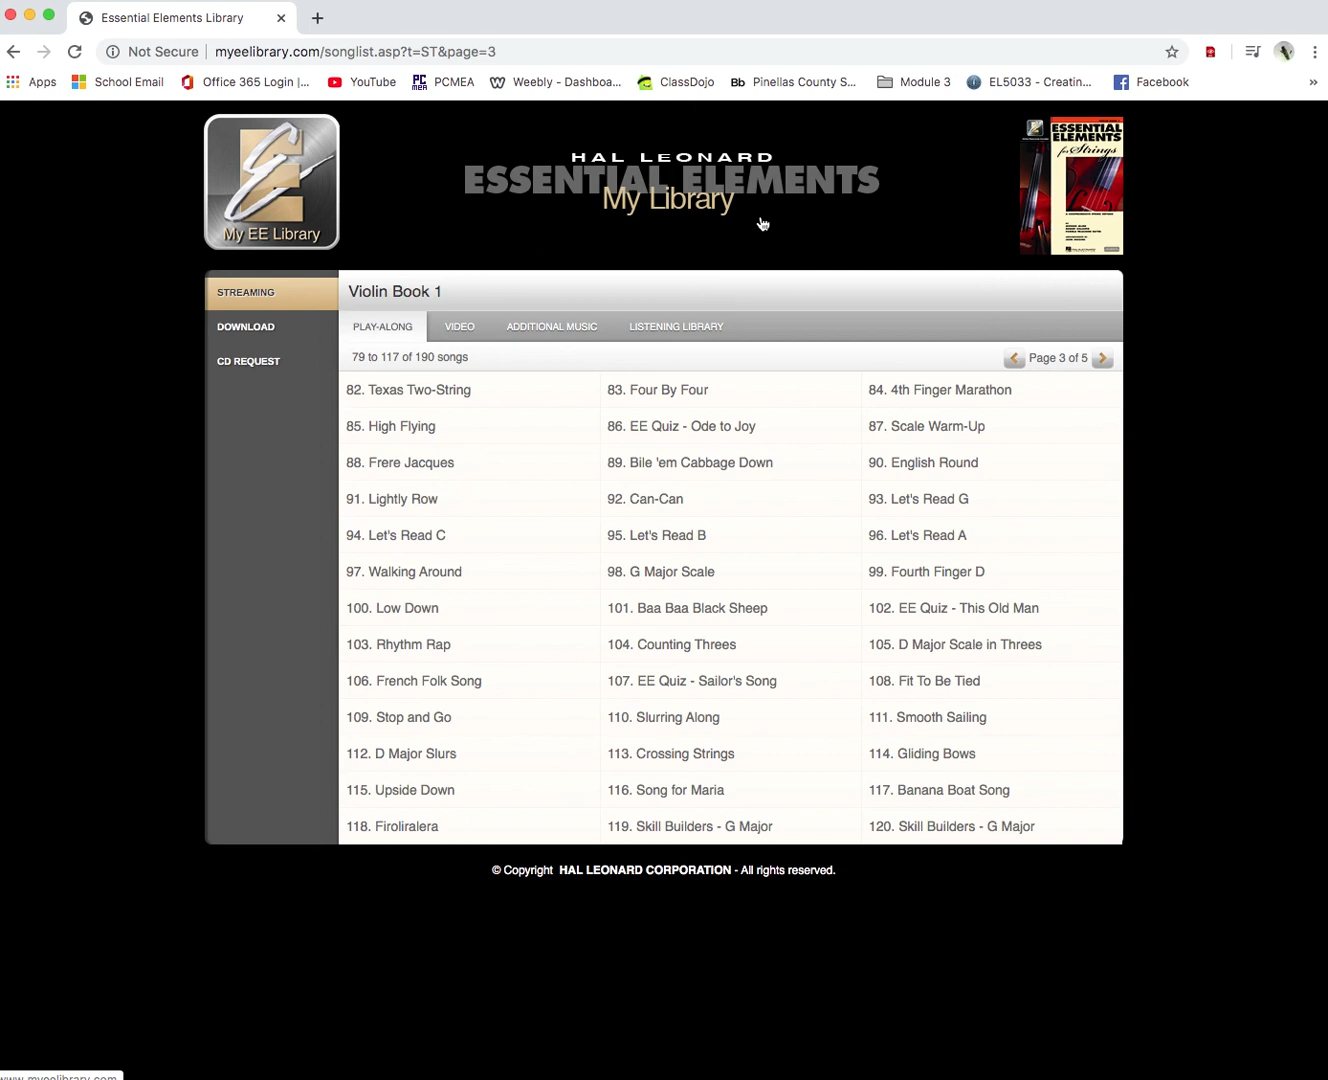 Essential Elements Library
Not Secure | myeelibrary.com/songlist.asp?t=ST&page=3
Apps School Email Office 365 Login |... YouTube PCMEA Weebly - Dashboa... ClassDojo Bb Pinellas County S... Module 3 EL5033 - Creatin... Facebook »
My EE Library
HAL LEONARD
ESSENTIAL ELEMENTS
My Library
ESSENTIAL
ELEMENTS
for Strings
Violin Book 1
STREAMING
DOWNLOAD
CD REQUEST
PLAY-ALONG VIDEO ADDITIONAL MUSIC LISTENING LIBRARY
79 to 117 of 190 songs Page 3 of 5
82. Texas Two-String 83. Four By Four 84. 4th Finger Marathon
85. High Flying 86. EE Quiz - Ode to Joy 87. Scale Warm-Up
88. Frere Jacques 89. Bile 'em Cabbage Down 90. English Round
91. Lightly Row 92. Can-Can 93. Let's Read G
94. Let's Read C 95. Let's Read B 96. Let's Read A
97. Walking Around 98. G Major Scale 99. Fourth Finger D
100. Low Down 101. Baa Baa Black Sheep 102. EE Quiz - This Old Man
103. Rhythm Rap 104. Counting Threes 105. D Major Scale in Threes
106. French Folk Song 107. EE Quiz - Sailor's Song 108. Fit To Be Tied
109. Stop and Go 110. Slurring Along 111. Smooth Sailing
112. D Major Slurs 113. Crossing Strings 114. Gliding Bows
115. Upside Down 116. Song for Maria 117. Banana Boat Song
118. Firoliralera 119. Skill Builders - G Major 120. Skill Builders - G Major
© Copyright HAL LEONARD CORPORATION - All rights reserved.
www.myeelibrary.com